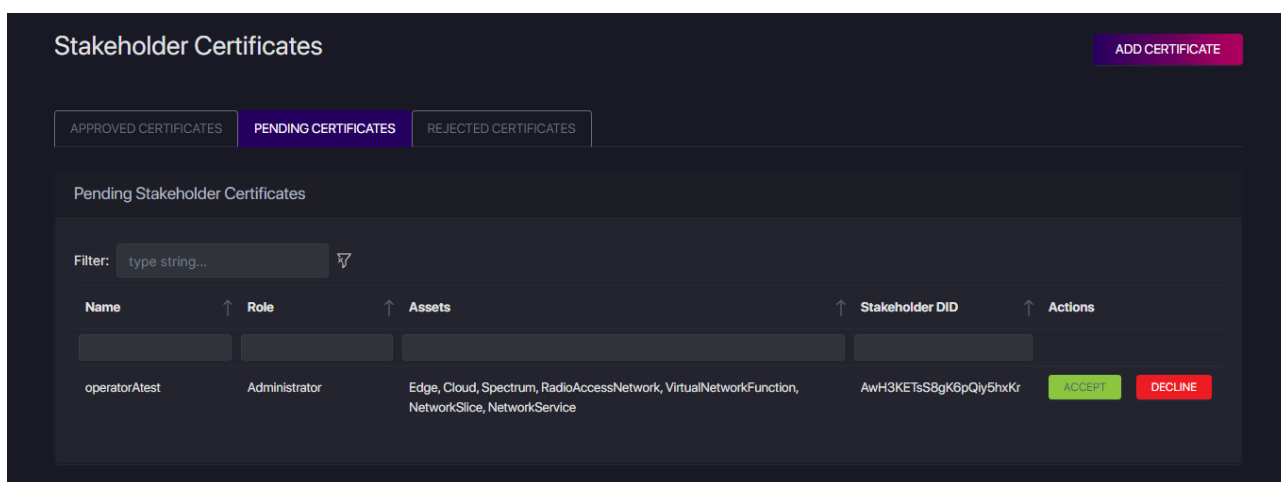 Stakeholder Certificates
ADD CERTIFICATE
APPROVED CERTIFICATES PENDING CERTIFICATES REJECTED CERTIFICATES
Pending Stakeholder Certificates
Filter: type string...
Name Role Assets Stakeholder DID Actions
operatorAtest Administrator Edge, Cloud, Spectrum, RadioAccessNetwork, VirtualNetworkFunction, AwH3KETsS8gK6pQiy5hxKr ACCEPT DECLINE
NetworkSlice, NetworkService